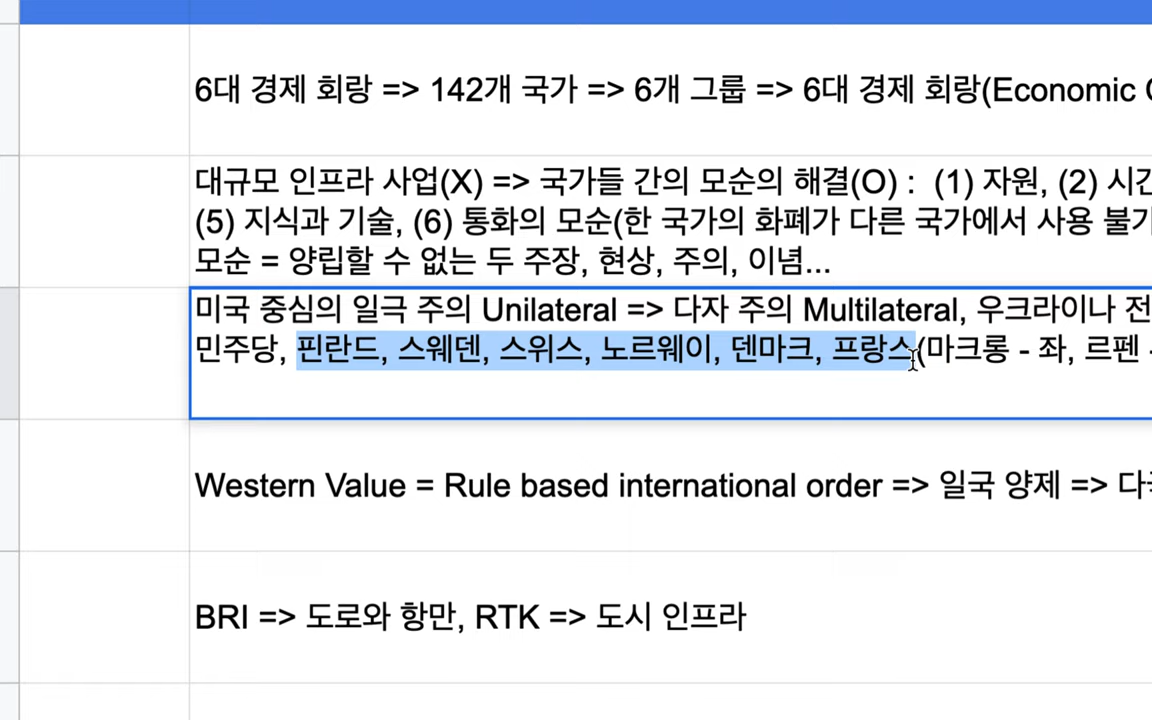 6대 경제 회랑 => 142개 국가 => 6개 그룹 => 6대 경제 회랑(Economic
대규모 인프라 사업(X) => 국가들 간의 모순의 해결(O) : (1) 자원, (2) 시간
(5) 지식과 기술, (6) 통화의 모순(한 국가의 화폐가 다른 국가에서 사용 불가
모순 = 양립할 수 없는 두 주장, 현상, 주의, 이념...
미국 중심의 일극 주의 Unilateral => 다자 주의 Multilateral, 우크라이나 전
민주당, 핀란드, 스웨덴, 스위스, 노르웨이, 덴마크, 프랑스(마크롱 - 좌, 르펜 -
Western Value = Rule based international order => 일국 양제 =>
BRI => 도로와 항만, RTK => 도시 인프라